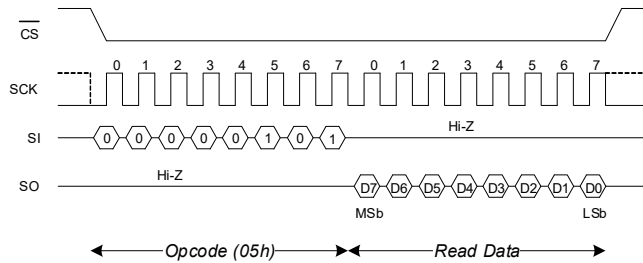 CS
0 1 2 3 4 5 6 7 0 1 2 3 4 5 6 7
SCK
SI 0 0 0 0 0 1 0 1 Hi-Z
SO Hi-Z D7 D6 D5 D4 D3 D2 D1 D0
MSb LSb
Opcode (05h) Read Data